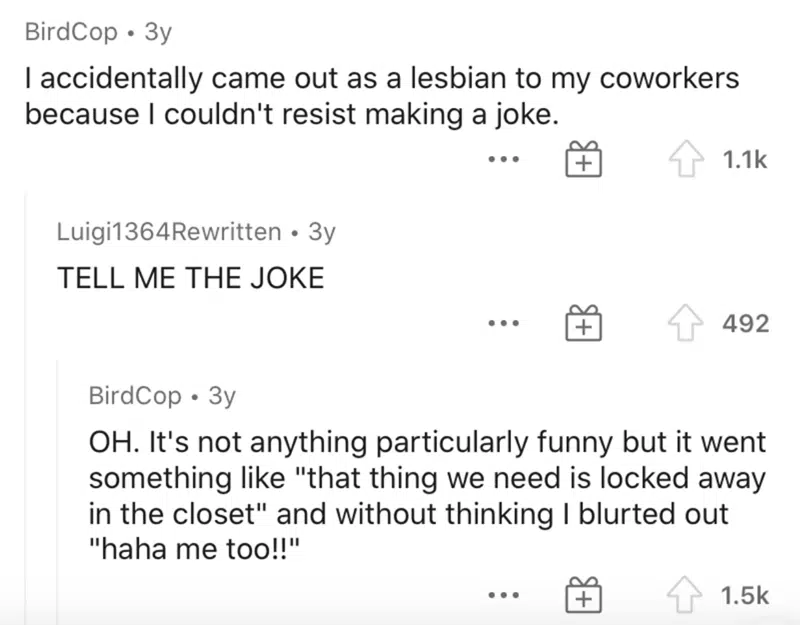 BirdCop • 3y
I accidentally came out as a lesbian to my coworkers
because I couldn't resist making a joke.
1.1k
Luigi1364Rewritten • 3y
TELL ME THE JOKE
492
BirdCop • 3y
OH. It's not anything particularly funny but it went
something like "that thing we need is locked away
in the closet" and without thinking I blurted out
"haha me too!!"
1.5k